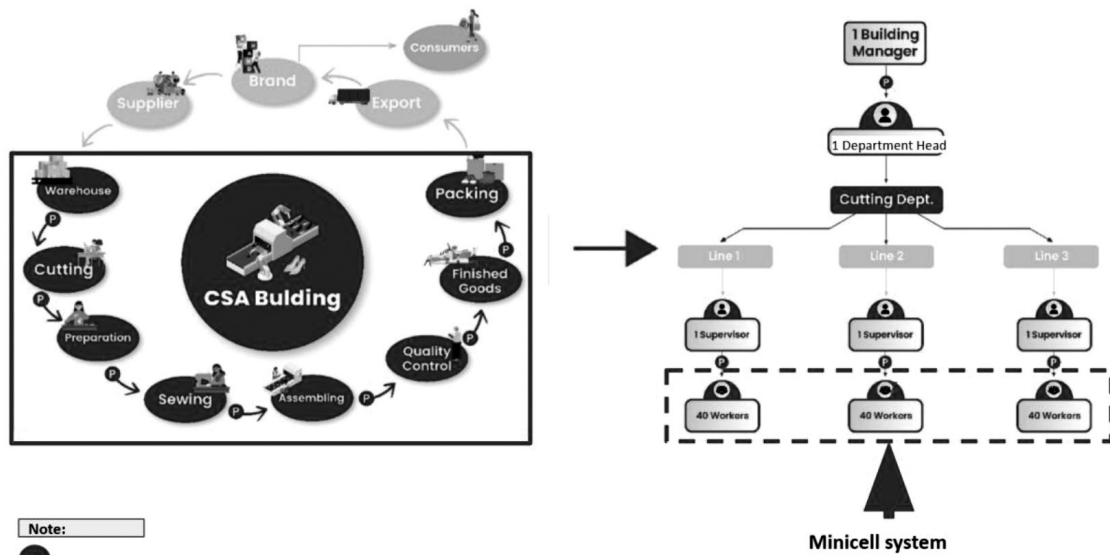 Consumers
Brand
Supplier
Export
Warehouse
Packing
P
P
Cutting
Finished
Goods
P
CSA Bulding
Preparation
Quality
Control
P
P
Sewing
P
Assembling
P
Note:
1 Building
Manager
P
1 Department Head
Cutting Dept.
Line 1
Line 2
Line 3
1 Supervisor
1 Supervisor
1 Supervisor
P
P
P
40 Workers
40 Workers
40 Workers
Minicell system